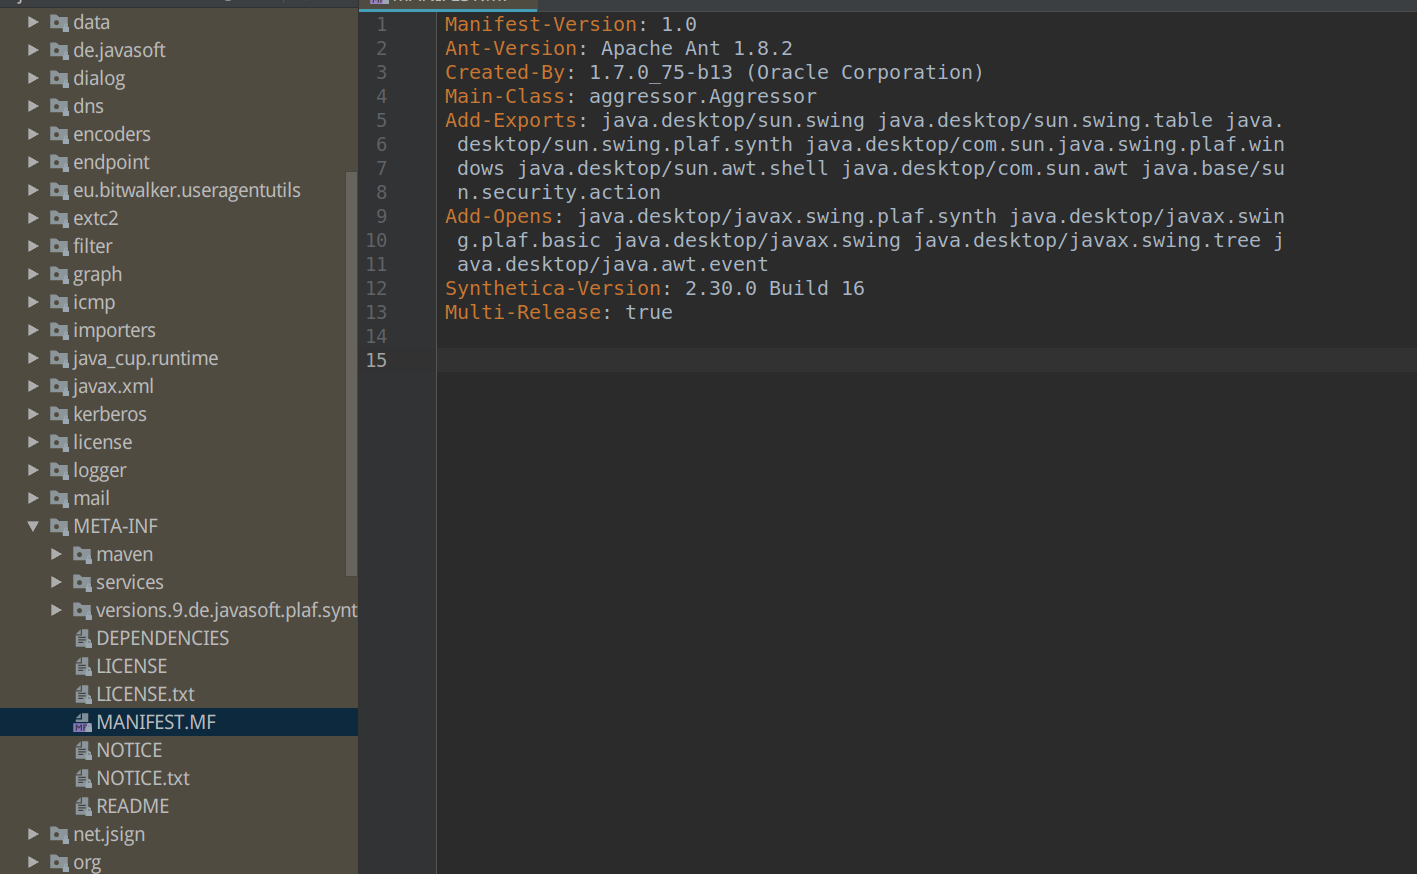 data
de.javasoft
dialog
dns
encoders
endpoint
eu.bitwalker.useragentutils
extc2
filter
graph
icmp
importers
java_cup.runtime
javax.xml
kerberos
license
logger
mail
META-INF
maven
services
versions.9.de.javasoft.plaf.synt
DEPENDENCIES
LICENSE
LICENSE.txt
MANIFEST.MF
NOTICE
NOTICE.txt
README
net.jsign
org
1 Manifest-Version: 1.0
2 Ant-Version: Apache Ant 1.8.2
3 Created-By: 1.7.0_75-b13 (Oracle Corporation)
4 Main-Class: aggressor.Aggressor
5 Add-Exports: java.desktop/sun.swing java.desktop/sun.swing.table java.
6 desktop/sun.swing.plaf.synth java.desktop/com.sun.java.swing.plaf.win
7 dows java.desktop/sun.awt.shell java.desktop/com.sun.awt java.base/su
8 n.security.action
9 Add-Opens: java.desktop/javax.swing.plaf.synth java.desktop/javax.swin
10 g.plaf.basic java.desktop/javax.swing java.desktop/javax.swing.tree j
11 ava.desktop/java.awt.event
12 Synthetica-Version: 2.30.0 Build 16
13 Multi-Release: true
14
15